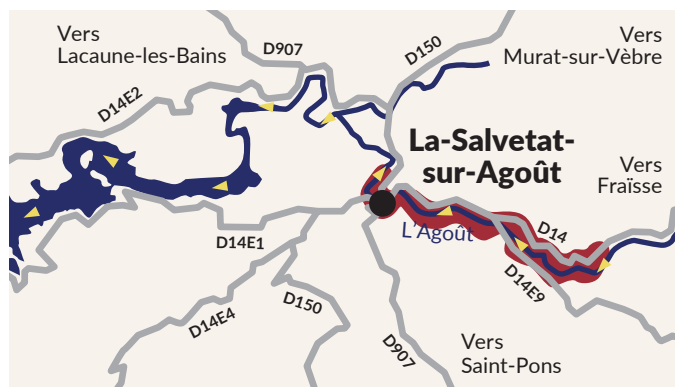 Vers
Lacaune-les-Bains
D907
D150
Vers
Murat-sur-Vèbre
D14E2
La-Salvetat-
sur-Agoût
Vers
Fraïsse
L'Agoût
D14
D14E1
D14E9
D14E4
D150
D907
Vers
Saint-Pons